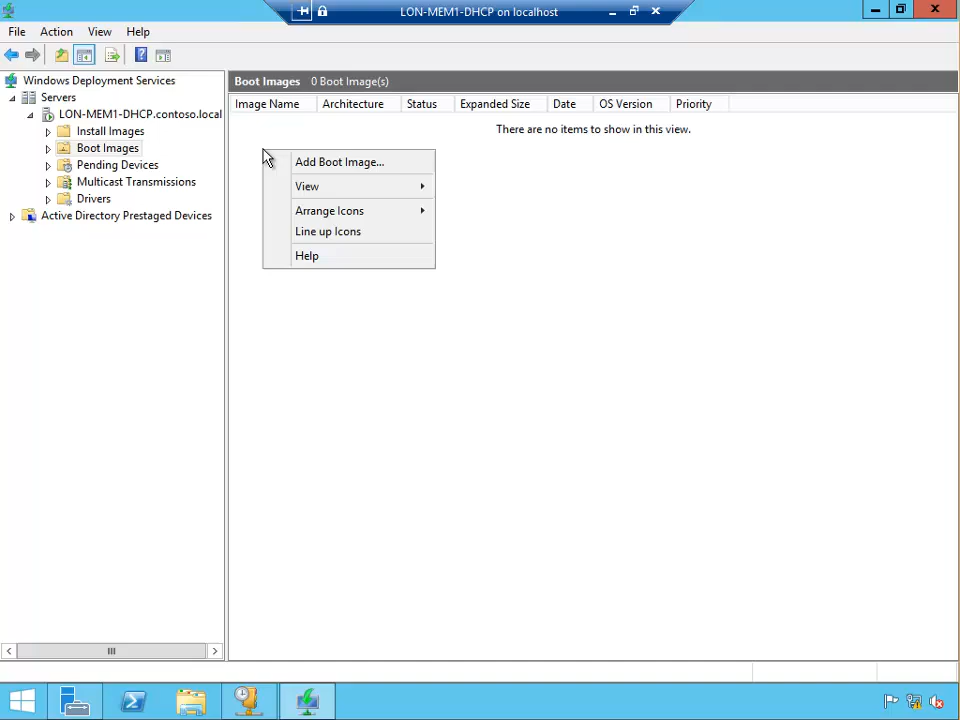 LON-MEM1-DHCP on localhost
File Action View Help
Windows Deployment Services
Servers
LON-MEM1-DHCP.contoso.local
Install Images
Boot Images
Pending Devices
Multicast Transmissions
Drivers
Active Directory Prestaged Devices
Boot Images 0 Boot Image(s)
Image Name Architecture Status Expanded Size Date OS Version Priority
There are no items to show in this view.
Add Boot Image...
View
Arrange Icons
Line up Icons
Help